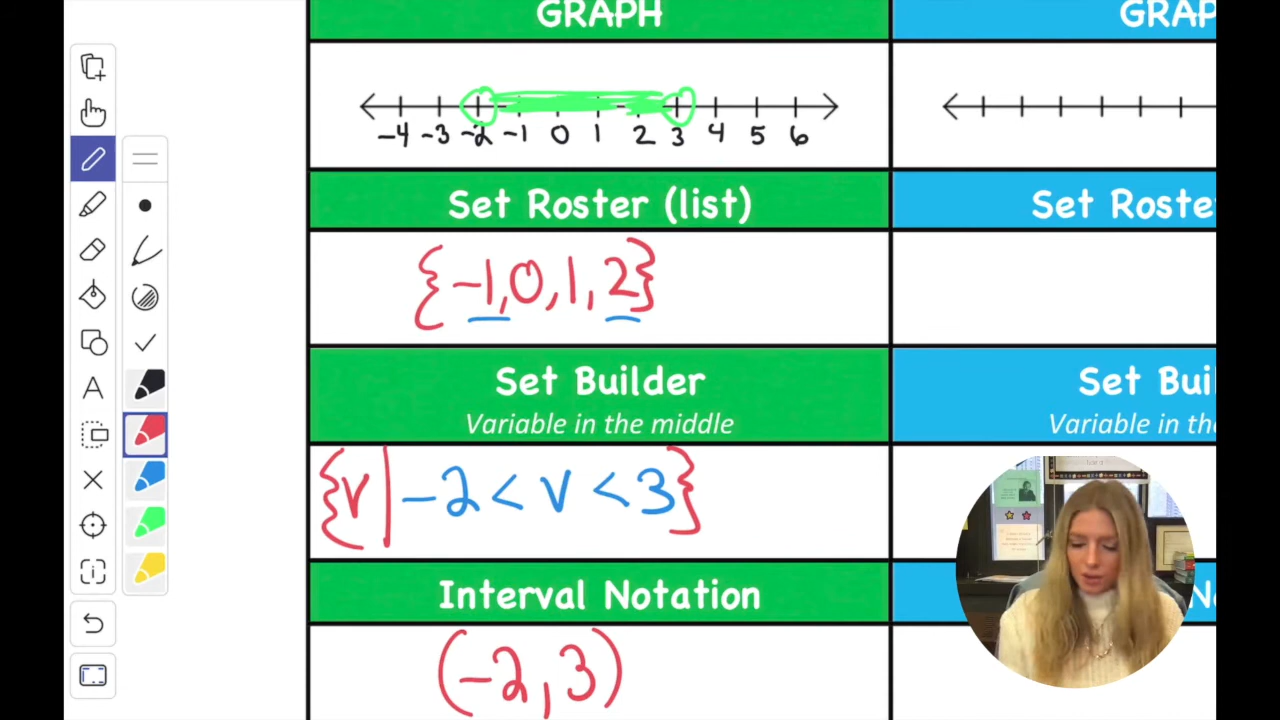 GRAPH
GRAP
-4 -3 -2 -1 0 1 2 3 4 5 6
Set Roster (list)
Set Roste
{-1,0,1,2}
Set Builder
Variable in the middle
Set Bui
Variable in th
{v|-2<v<3}
Interval Notation
(-2,3)